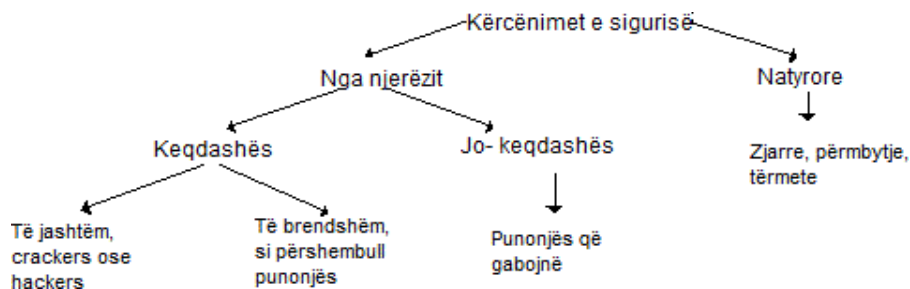 Kërcënimet e sigurisë
Nga njerëzit
Natyrore
Keqdashës
Jo- keqdashës
Zjarre, përmbytje,
tërmete
Të jashtëm,
crackers ose
hackers
Të brendshëm,
si përshembull
punonjës
Punonjës që
gabojnë